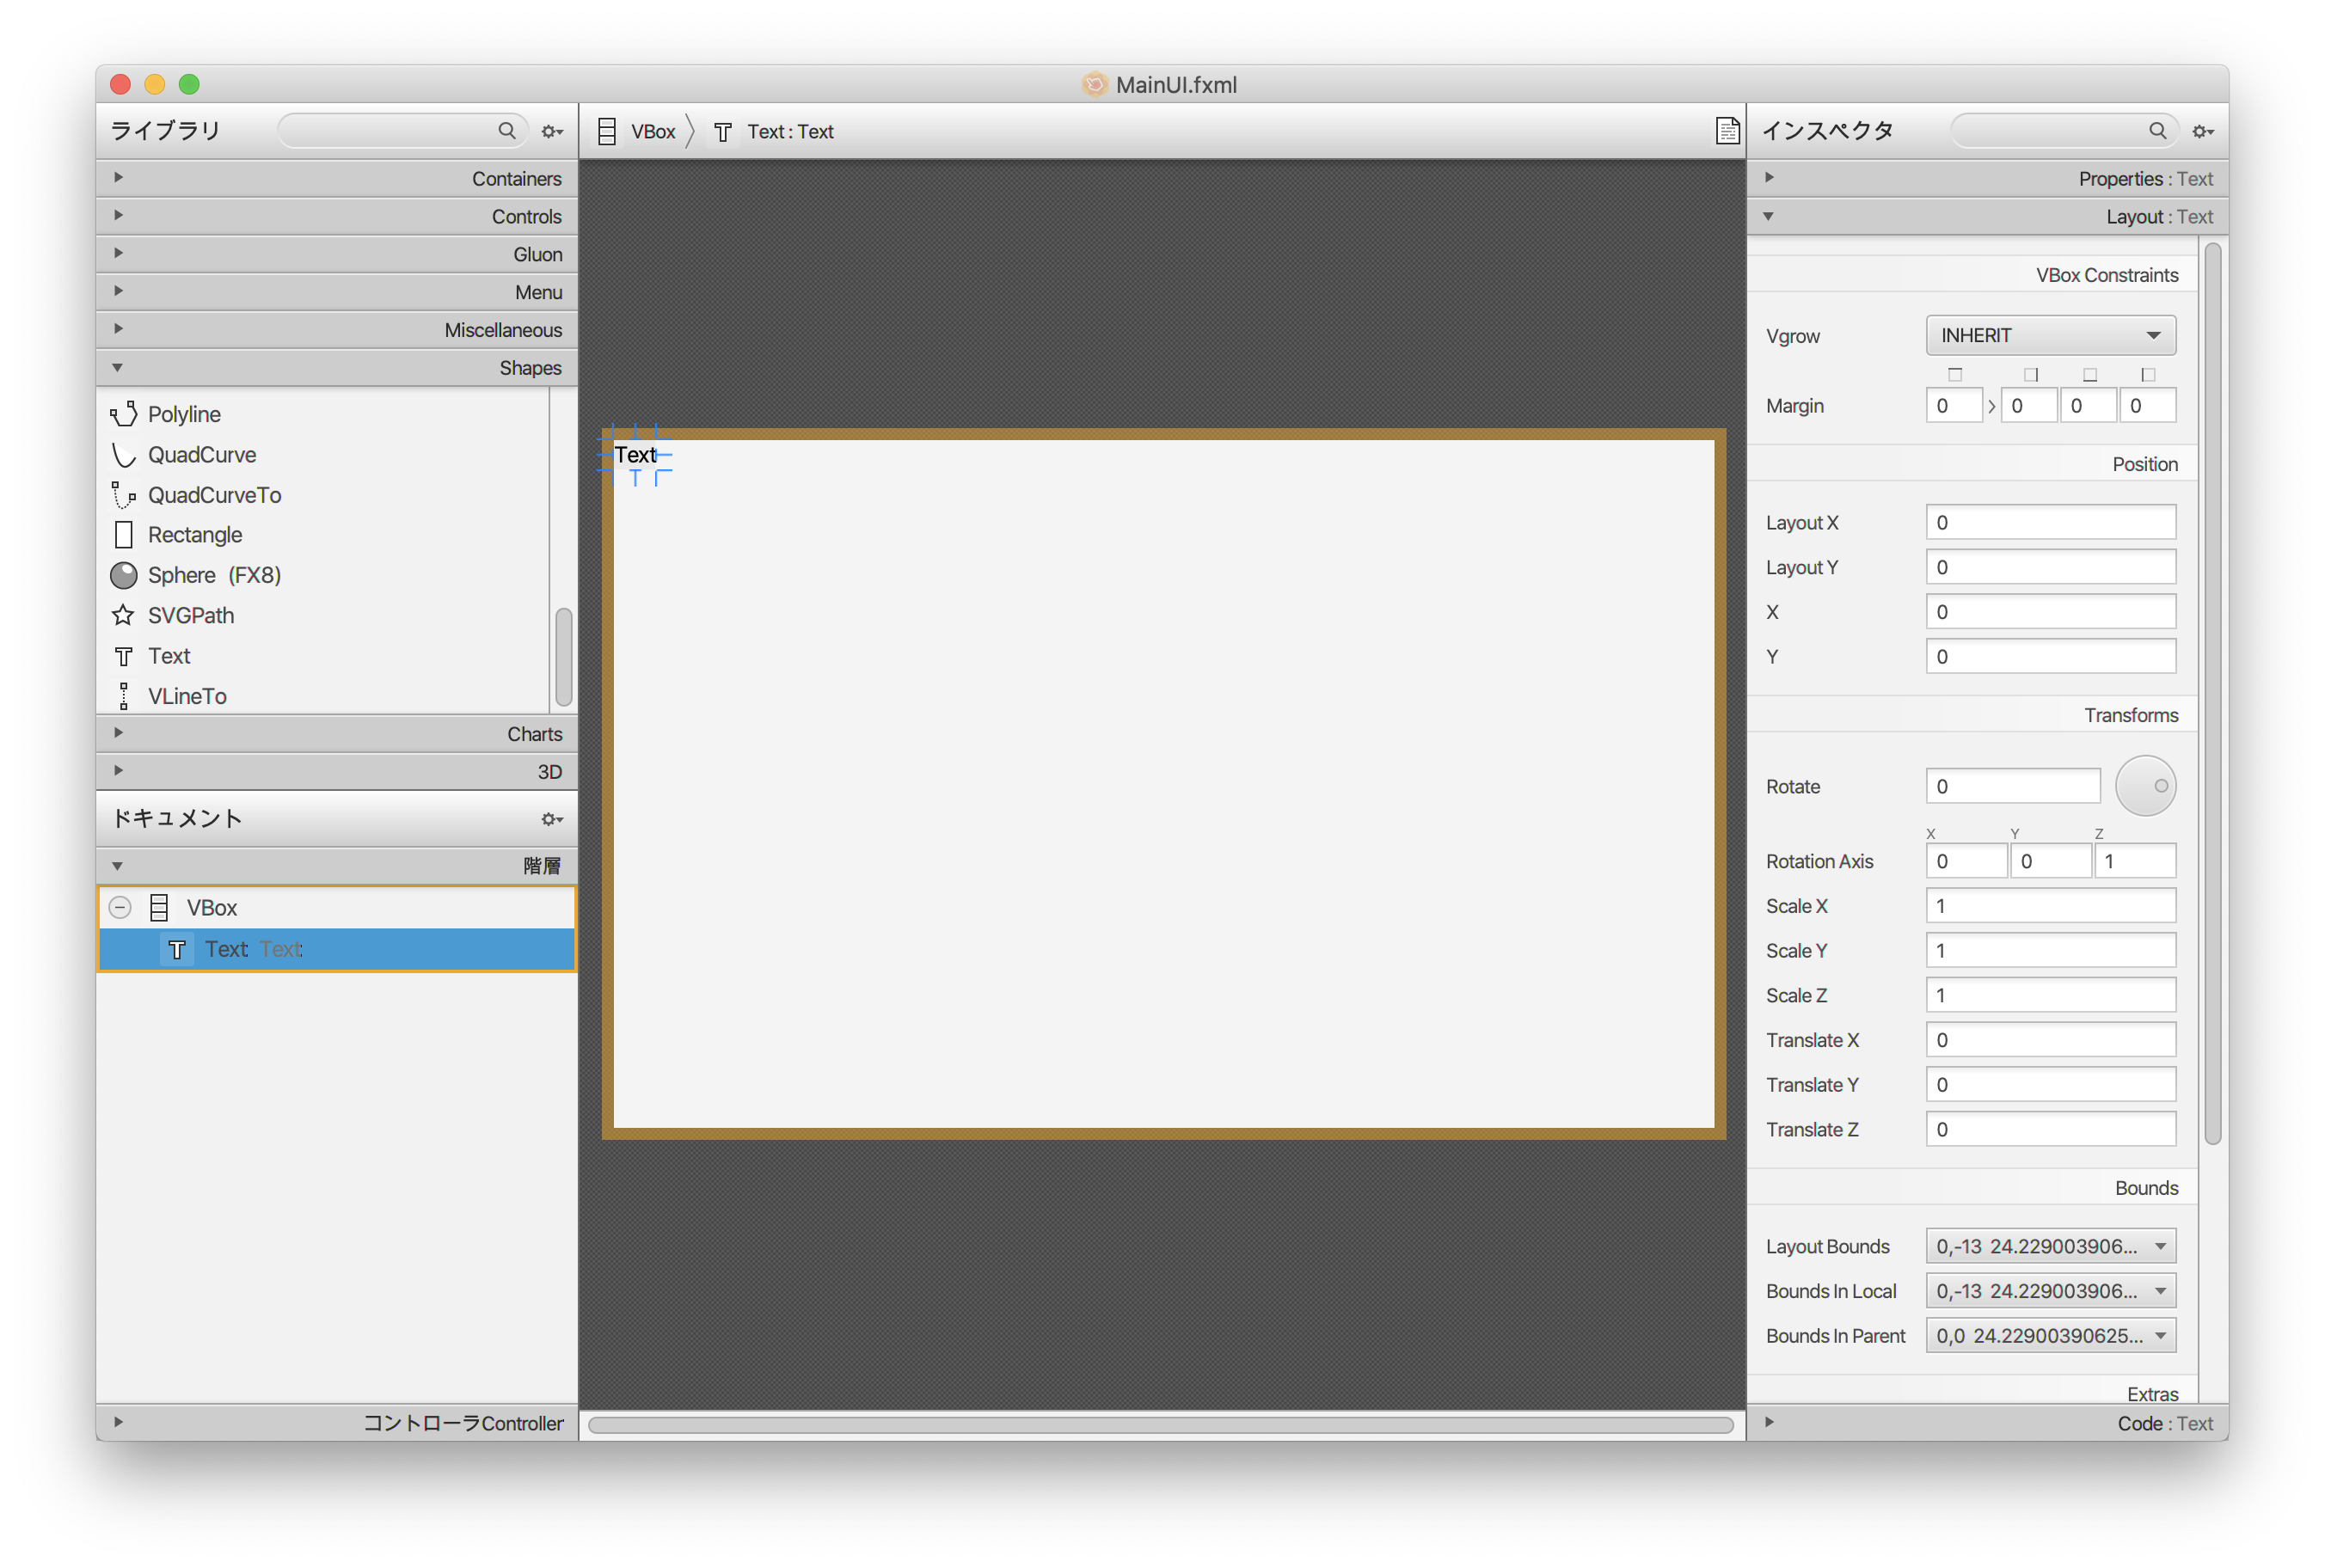 MainUI.fxml
ライブラリ
Containers
Controls
Gluon
Menu
Miscellaneous
Shapes
Polyline
QuadCurve
QuadCurveTo
Rectangle
Sphere (FX8)
SVGPath
Text
VLineTo
Charts
3D
ドキュメント
階層
VBox
Text Text
コントローラController
VBox Text : Text
Text
インスペクタ
Properties : Text
Layout : Text
VBox Constraints
Vgrow INHERIT
Margin 0 0 0 0
Position
Layout X 0
Layout Y 0
X 0
Y 0
Transforms
Rotate 0
X Y Z
Rotation Axis 0 0 1
Scale X 1
Scale Y 1
Scale Z 1
Translate X 0
Translate Y 0
Translate Z 0
Bounds
Layout Bounds 0,-13 24.229003906...
Bounds In Local 0,-13 24.229003906...
Bounds In Parent 0,0 24.22900390625...
Extras
Code : Text